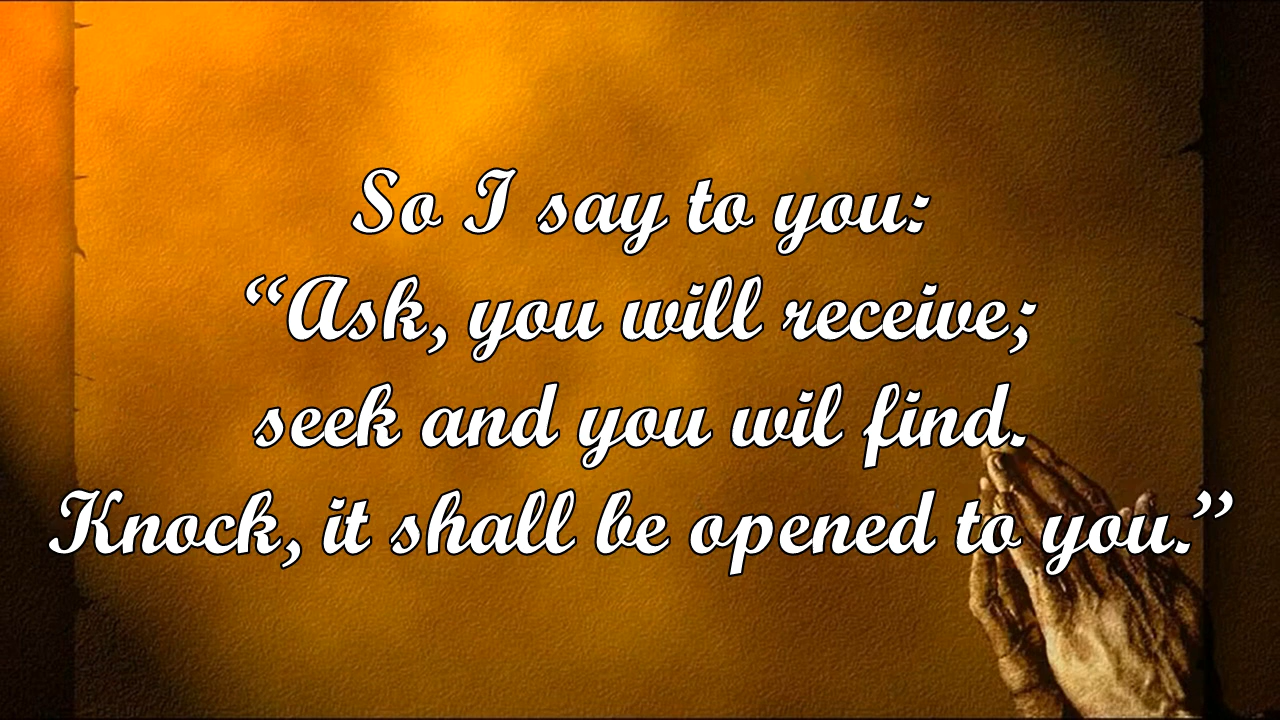 So I say to you:
“Ask, you will receive;
seek and you wil find.
Knock, it shall be opened to you.”